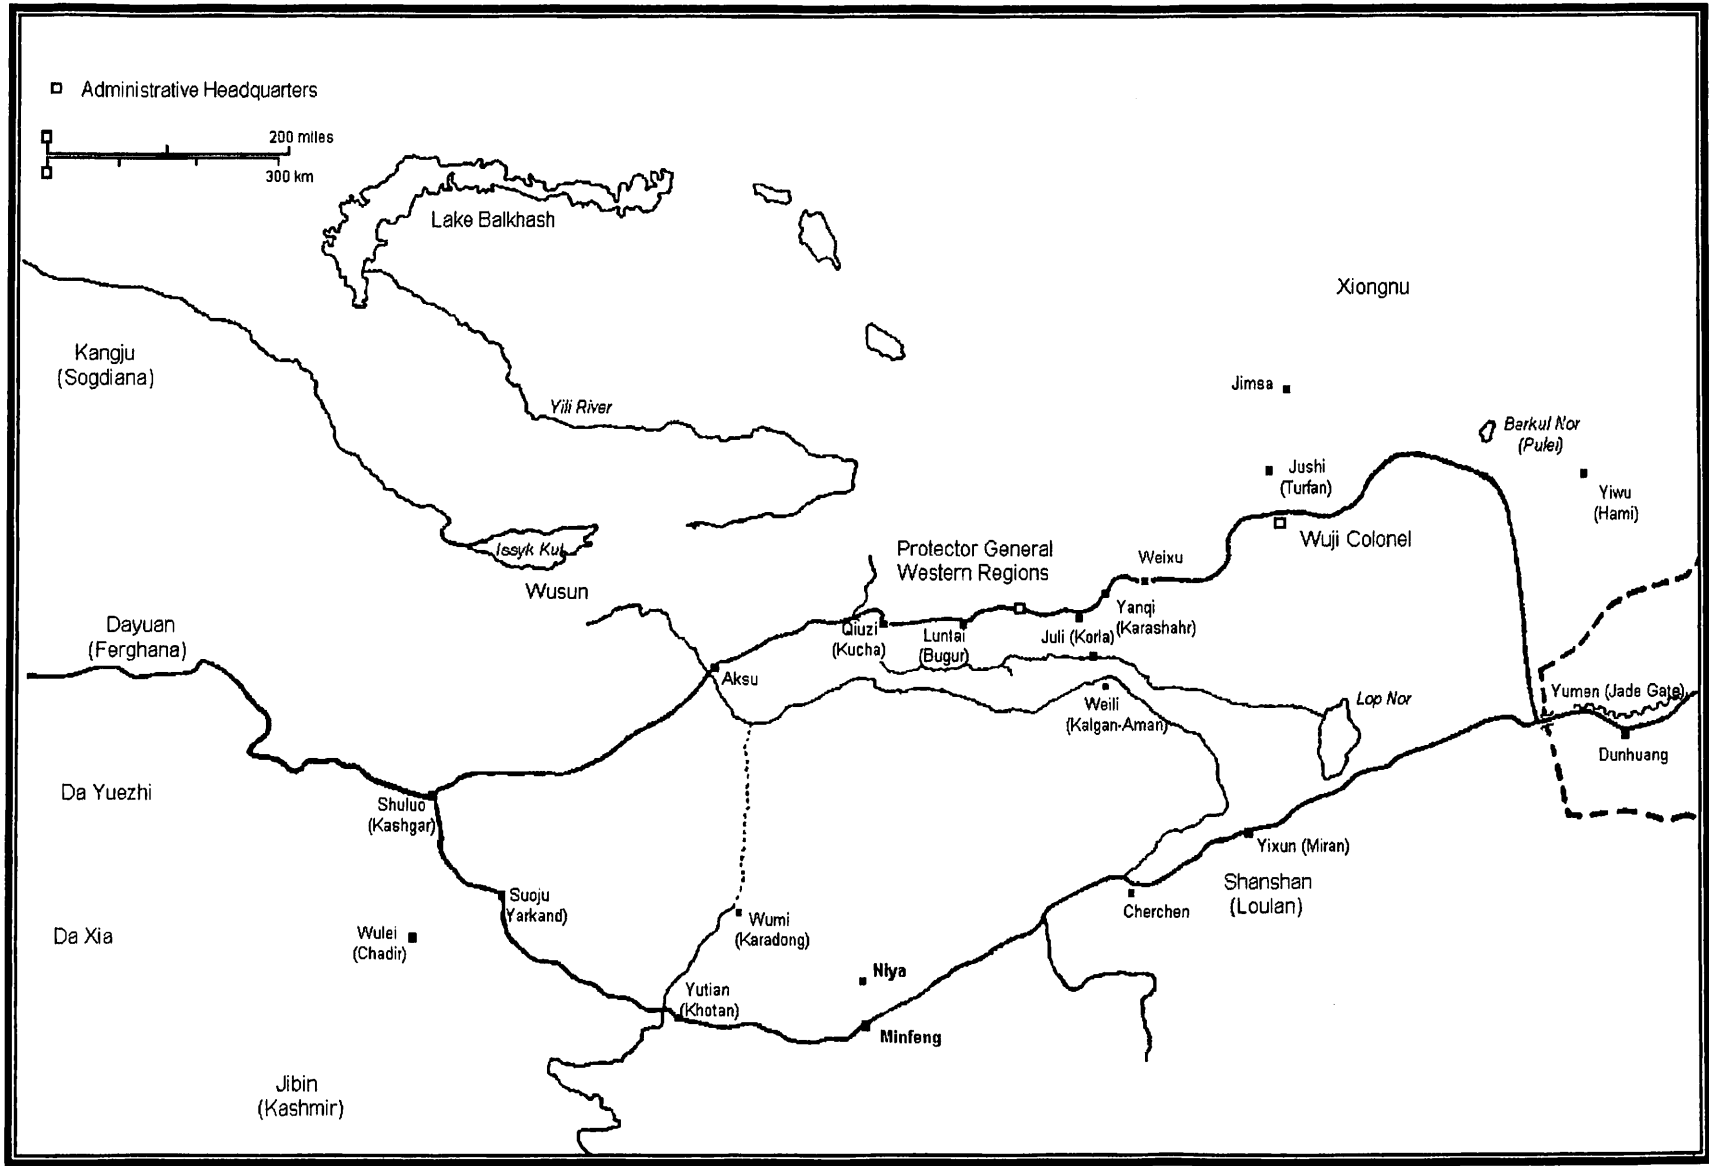 Administrative Headquarters
200 miles
300 km
Lake Balkhash
Xiongnu
Kangju
(Sogdiana)
Jimsa
Yili River
Barkul Nor
(Pulei)
Jushi
(Turfan)
Yiwu
(Hami)
Wuji Colonel
Issyk Kul
Wusun
Protector General
Western Regions
Weixu
Dayuan
(Ferghana)
Qiuzi
(Kucha)
Luntai
(Bugur)
Juli (Korla)
Yanqi
(Karashahr)
Aksu
Weili
(Kalgan-Aman)
Lop Nor
Yumen (Jade Gate)
Dunhuang
Da Yuezhi
Shuluo
(Kashgar)
Yixun (Miran)
Shanshan
(Loulan)
Suoju
Yarkand)
Cherchen
Da Xia
Wulei
(Chadir)
Wumi
(Karadong)
Niya
Yutian
(Khotan)
Minfeng
Jibin
(Kashmir)